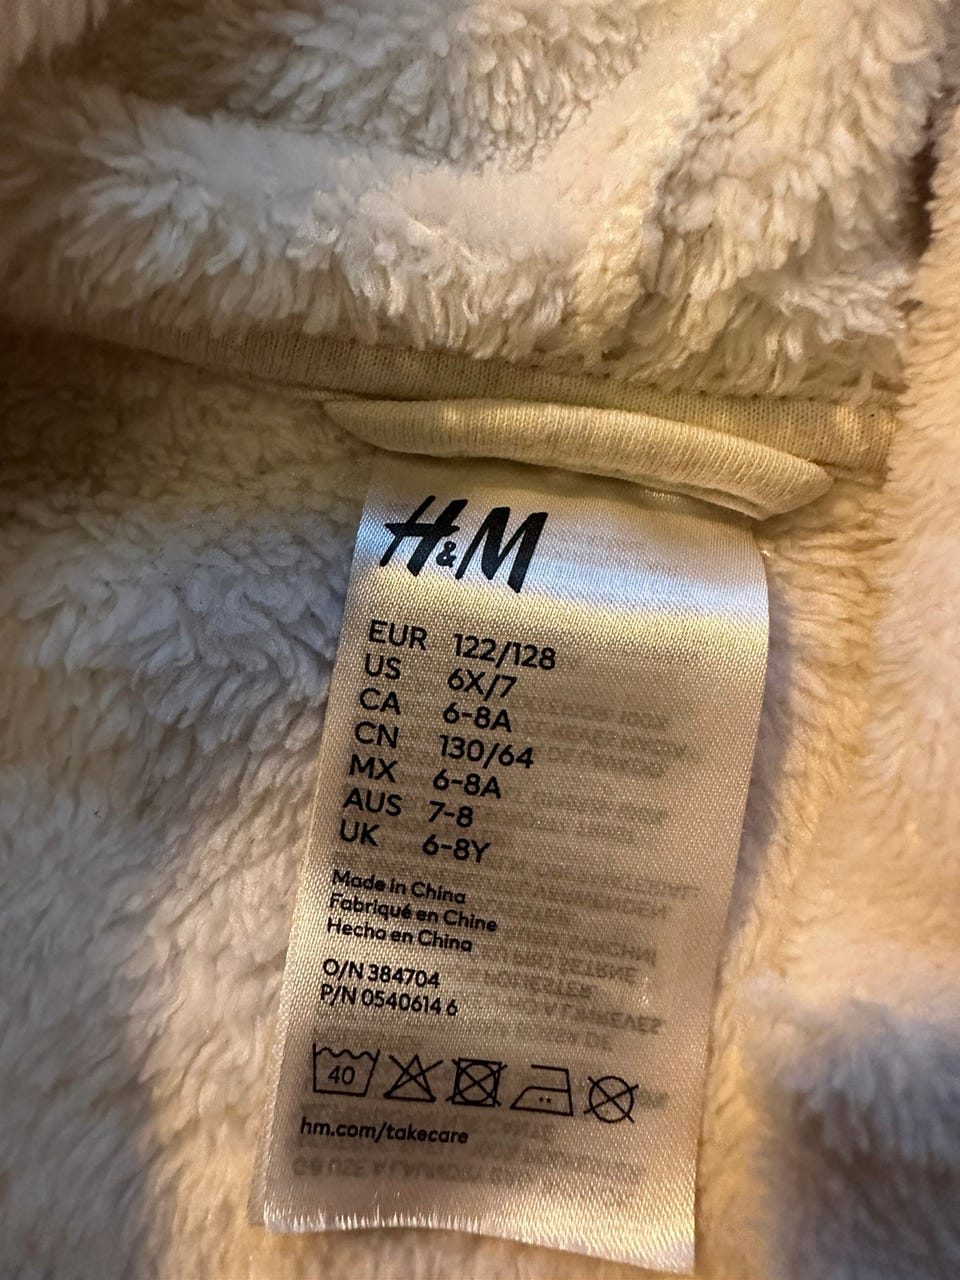 H&M
EUR 122/128
US 6X/7
CA 6-8A
CN 130/64
MX 6-8A
AUS 7-8
UK 6-8Y
Made in China
Fabriqué en Chine
Hecho en China
O/N 384704
P/N 0540614 6
40
hm.com/takecare